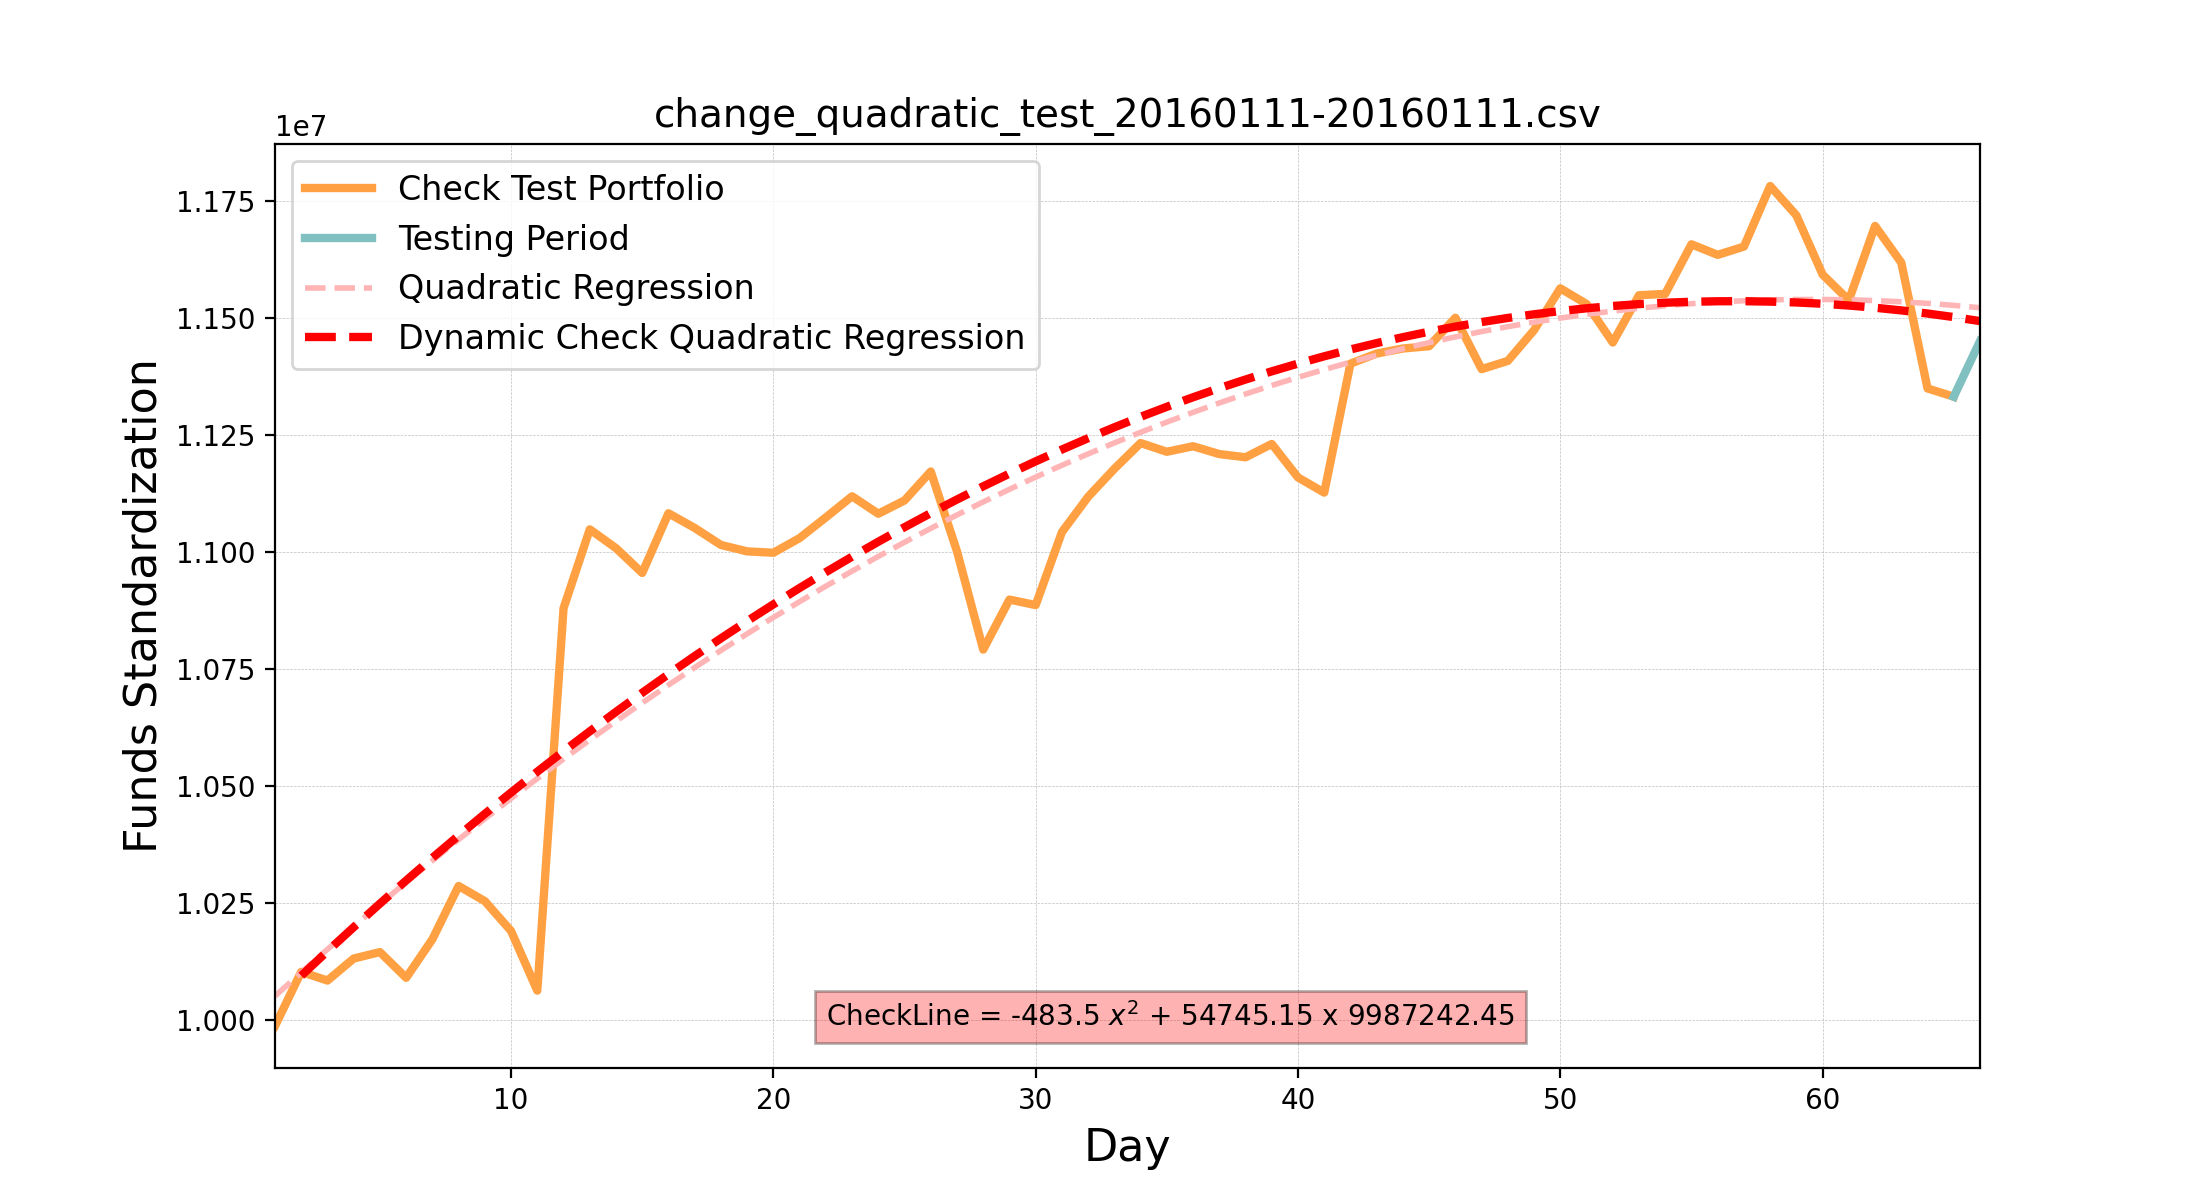 change_quadratic_test_20160111-20160111.csv
1e7
Check Test Portfolio
Testing Period
Quadratic Regression
Dynamic Check Quadratic Regression
Funds Standardization
1.175
1.150
1.125
1.100
1.075
1.050
1.025
1.000
CheckLine = -483.5 x² + 54745.15 x 9987242.45
10 20 30 40 50 60
Day